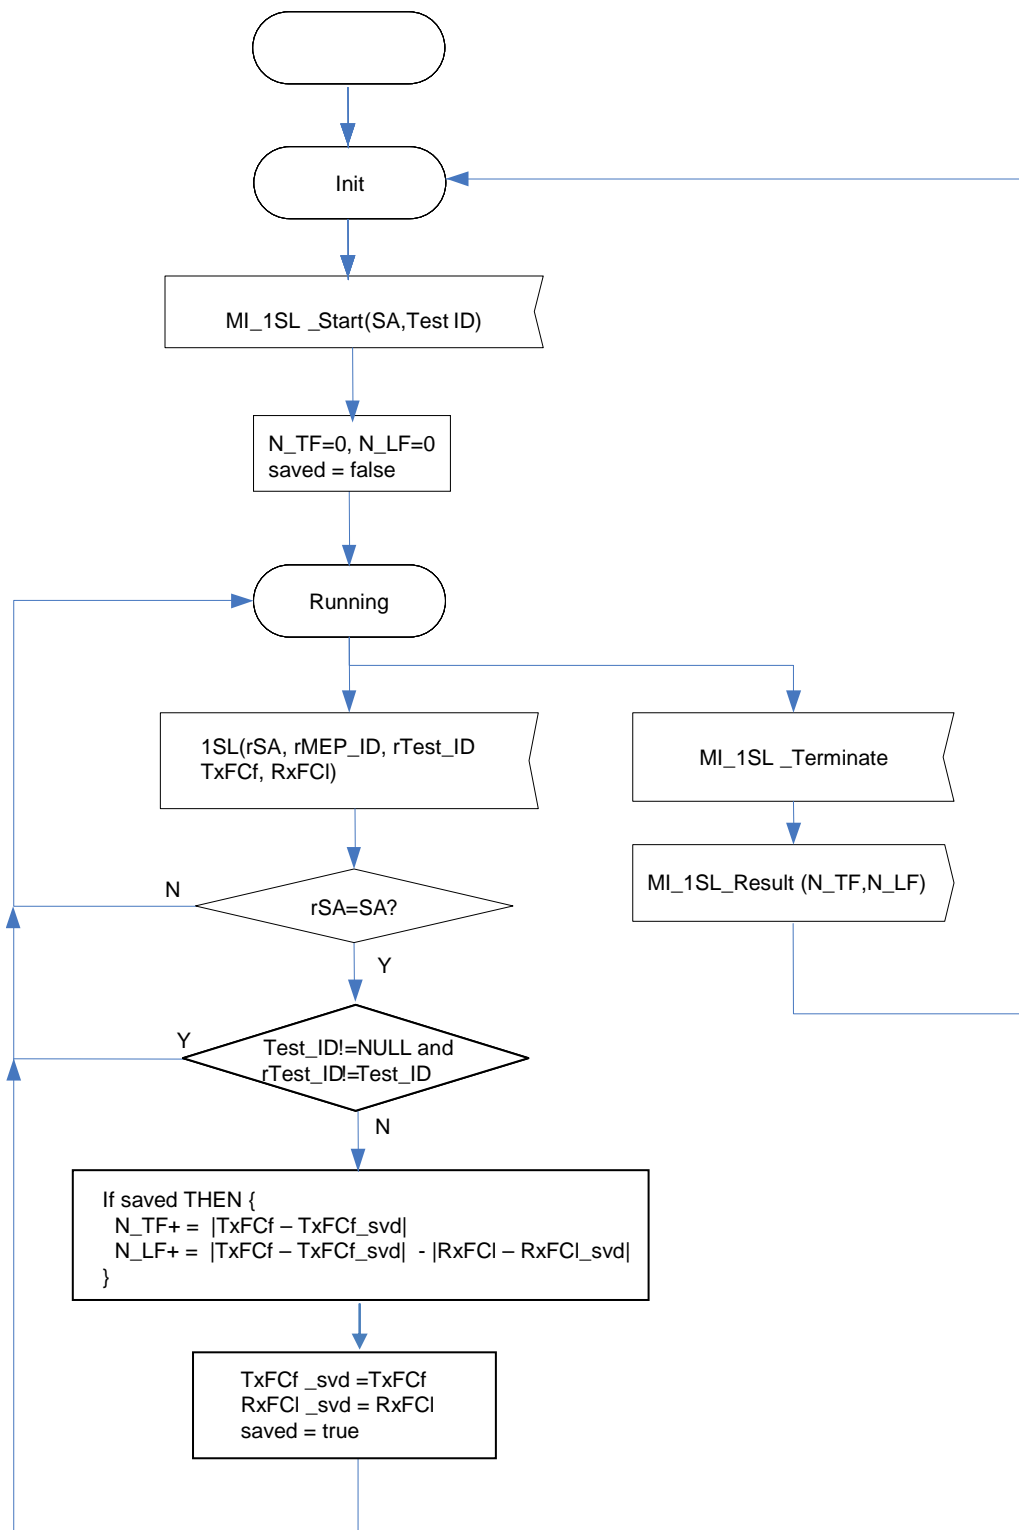 Init
MI_1SL _Start(SA,Test ID)
N_TF=0, N_LF=0
saved = false
Running
1SL(rSA, rMEP_ID, rTest_ID
TxFCf, RxFCl)
MI_1SL _Terminate
MI_1SL_Result (N_TF,N_LF)
N
rSA=SA?
Y
Y
Test_ID!=NULL and
rTest_ID!=Test_ID
N
If saved THEN {
N_TF+ = |TxFCf – TxFCf_svd|
N_LF+ = |TxFCf – TxFCf_svd| - |RxFCl – RxFCl_svd|
}
TxFCf _svd =TxFCf
RxFCl _svd = RxFCl
saved = true